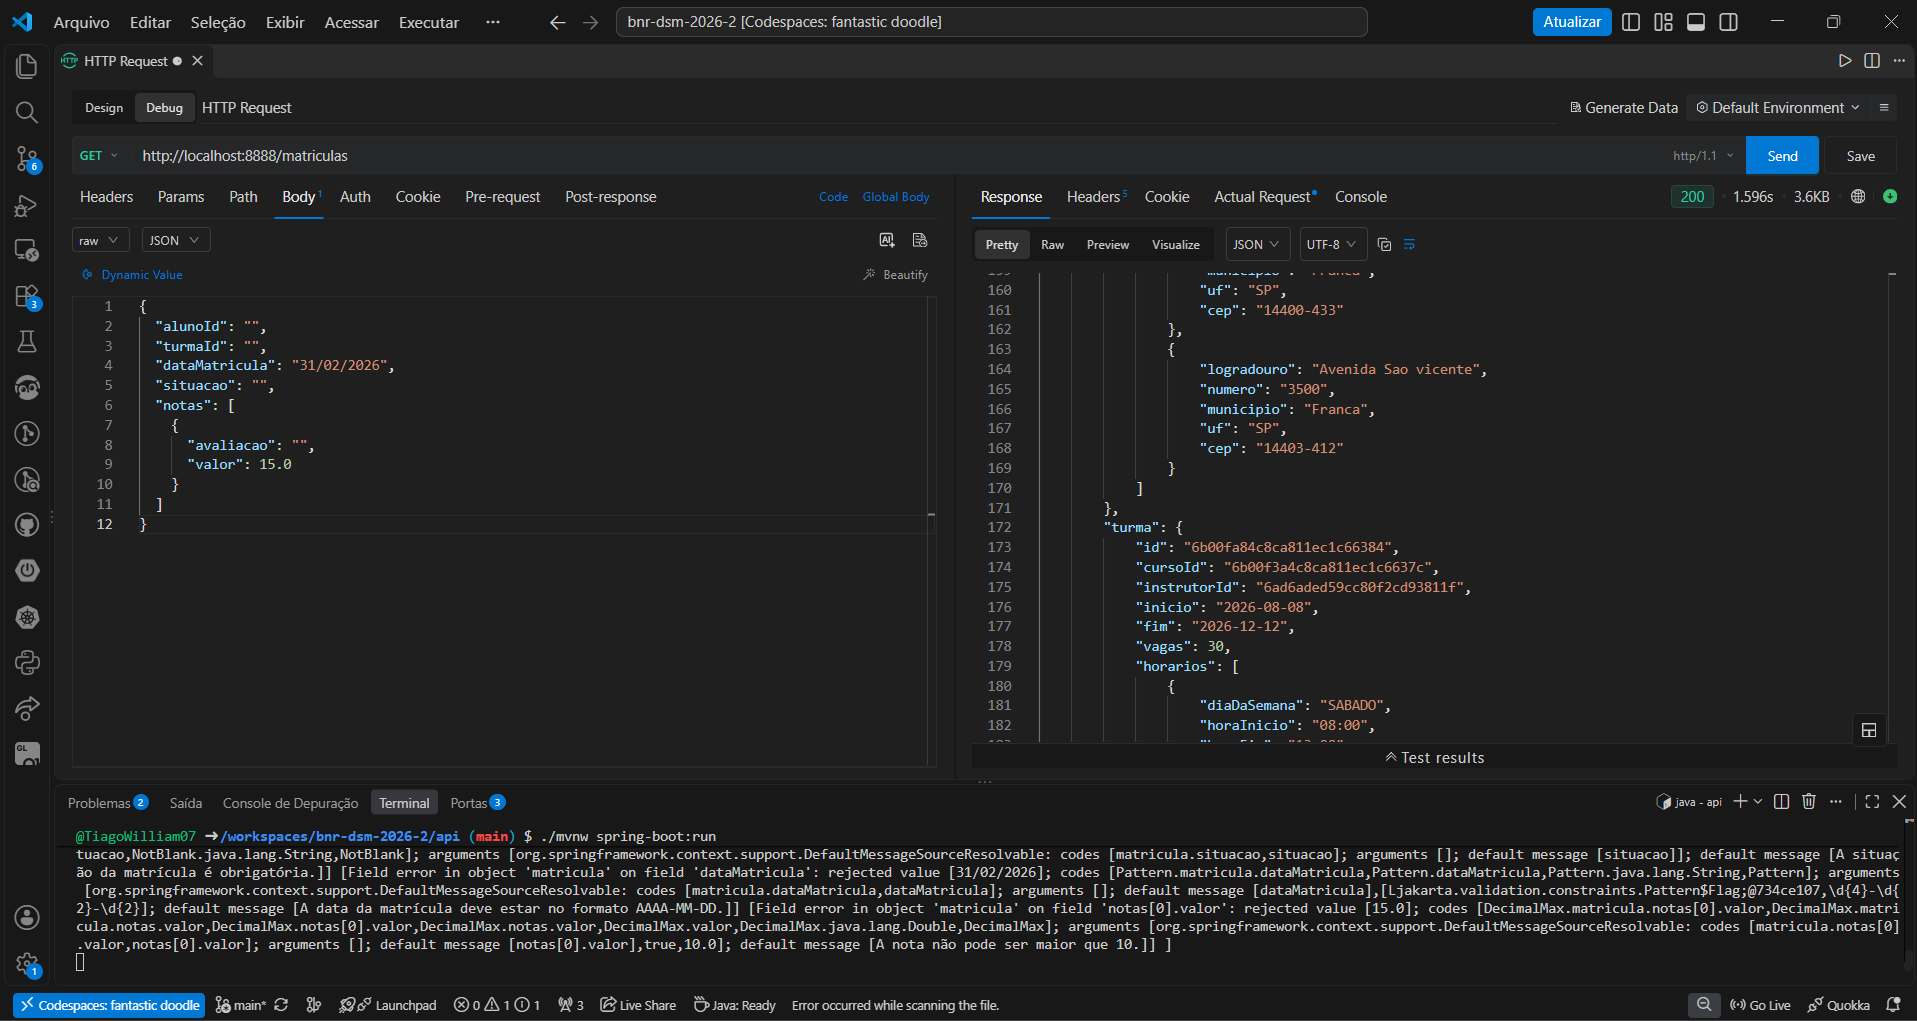 Arquivo Editar Seleção Exibir Acessar Executar ··· bnr-dsm-2026-2 [Codespaces: fantastic doodle] Atualizar
HTTP Request
Design Debug HTTP Request Generate Data Default Environment
GET http://localhost:8888/matriculas http/1.1 Send Save
Headers Params Path Body 1 Auth Cookie Pre-request Post-response Code Global Body
raw JSON
Dynamic Value Beautify
1 {
2 "alunoId": "",
3 "turmaId": "",
4 "dataMatricula": "31/02/2026",
5 "situacao": "",
6 "notas": [
7 {
8 "avaliacao": "",
9 "valor": 15.0
10 }
11 ]
12 }
Response Headers 5 Cookie Actual Request Console 200 1.596s 3.6KB
Pretty Raw Preview Visualize JSON UTF-8
159 "municipio": "Franca",
160 "uf": "SP",
161 "cep": "14400-433"
162 },
163 {
164 "logradouro": "Avenida Sao vicente",
165 "numero": "3500",
166 "municipio": "Franca",
167 "uf": "SP",
168 "cep": "14403-412"
169 }
170 ]
171 },
172 "turma": {
173 "id": "6b00fa84c8ca811ec1c66384",
174 "cursoId": "6b00f3a4c8ca811ec1c6637c",
175 "instrutorId": "6ad6aded59cc80f2cd93811f",
176 "inicio": "2026-08-08",
177 "fim": "2026-12-12",
178 "vagas": 30,
179 "horarios": [
180 {
181 "diaDaSemana": "SABADO",
182 "horaInicio": "08:00",
Test results
6
3
GL
1
Problemas 2 Saída Console de Depuração Terminal Portas 3 java - api
@TiagoWilliam07 ➜/workspaces/bnr-dsm-2026-2/api (main) $ ./mvnw spring-boot:run
tuacao,NotBlank.java.lang.String,NotBlank]; arguments [org.springframework.context.support.DefaultMessageSourceResolvable: codes [matricula.situacao,situacao]; arguments []; default message [situacao]]; default message [A situaç
ão da matrícula é obrigatória.]] [Field error in object 'matricula' on field 'dataMatricula': rejected value [31/02/2026]; codes [Pattern.matricula.dataMatricula,Pattern.dataMatricula,Pattern.java.lang.String,Pattern]; arguments
[org.springframework.context.support.DefaultMessageSourceResolvable: codes [matricula.dataMatricula,dataMatricula]; arguments []; default message [dataMatricula],[Ljakarta.validation.constraints.Pattern$Flag;@734ce107,\d{4}-\d{
2}-\d{2}]; default message [A data da matrícula deve estar no formato AAAA-MM-DD.]] [Field error in object 'matricula' on field 'notas[0].valor': rejected value [15.0]; codes [DecimalMax.matricula.notas[0].valor,DecimalMax.matri
cula.notas.valor,DecimalMax.notas[0].valor,DecimalMax.notas.valor,DecimalMax.valor,DecimalMax.java.lang.Double,DecimalMax]; arguments [org.springframework.context.support.DefaultMessageSourceResolvable: codes [matricula.notas[0]
.valor,notas[0].valor]; arguments []; default message [notas[0].valor],true,10.0]; default message [A nota não pode ser maior que 10.]] ]
Codespaces: fantastic doodle main* Launchpad 0 1 1 3 Live Share Java: Ready Error occurred while scanning the file. Go Live Quokka